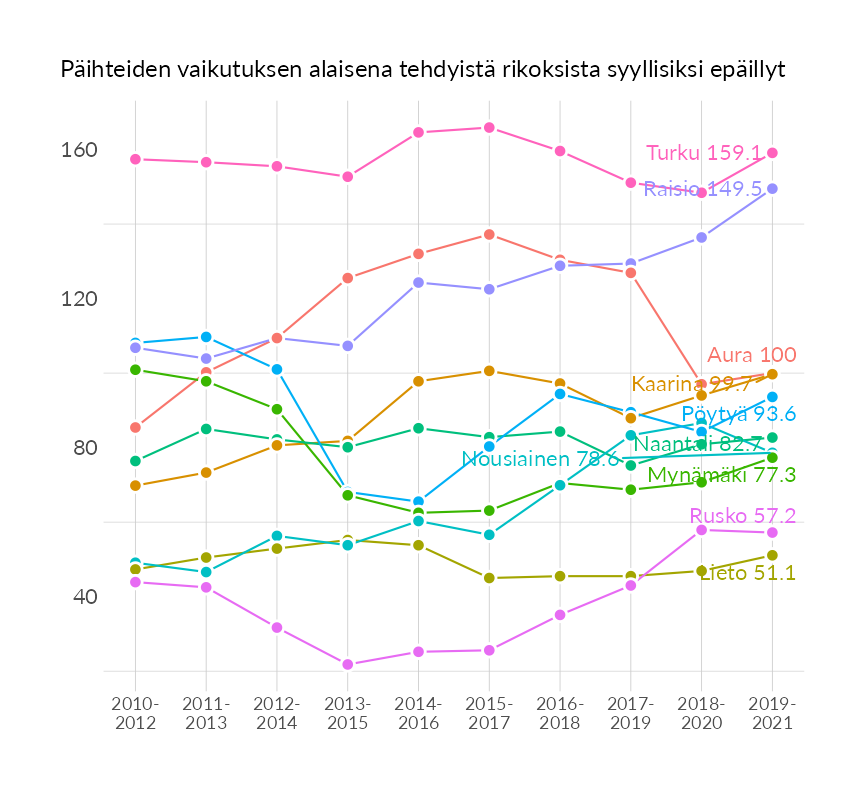 Päihteiden vaikutuksen alaisena tehdyistä rikoksista syyllisiksi epäillyt
160
120
80
40
Turku 159.1
Raisio 149.5
Aura 100
Kaarina 99.7
Pöytyä 93.6
Naantali 82.7
Nousiainen 78.6
Mynämäki 77.3
Rusko 57.2
Lieto 51.1
2010-
2012
2011-
2013
2012-
2014
2013-
2015
2014-
2016
2015-
2017
2016-
2018
2017-
2019
2018-
2020
2019-
2021